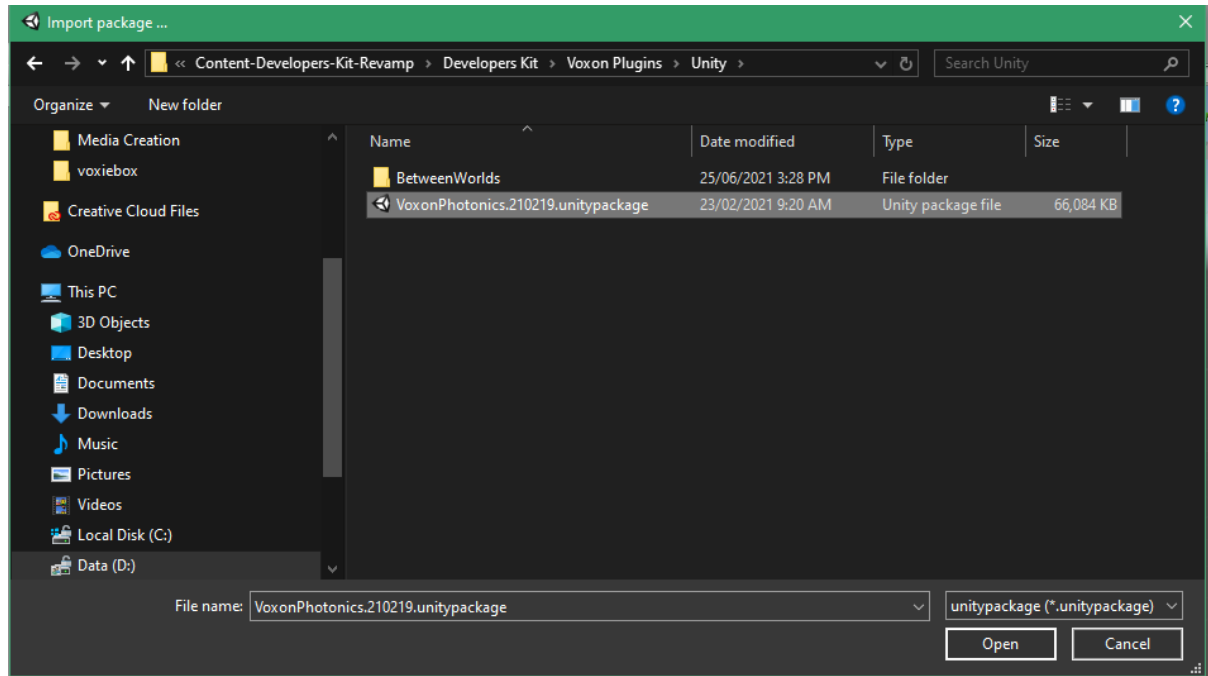 Import package ...
« Content-Developers-Kit-Revamp › Developers Kit › Voxon Plugins › Unity ›
Search Unity
Organize New folder
Media Creation
voxiebox
Creative Cloud Files
OneDrive
This PC
3D Objects
Desktop
Documents
Downloads
Music
Pictures
Videos
Local Disk (C:)
Data (D:)
Name Date modified Type Size
BetweenWorlds 25/06/2021 3:28 PM File folder
VoxonPhotonics.210219.unitypackage 23/02/2021 9:20 AM Unity package file 66,084 KB
File name: VoxonPhotonics.210219.unitypackage unitypackage (*.unitypackage)
Open Cancel